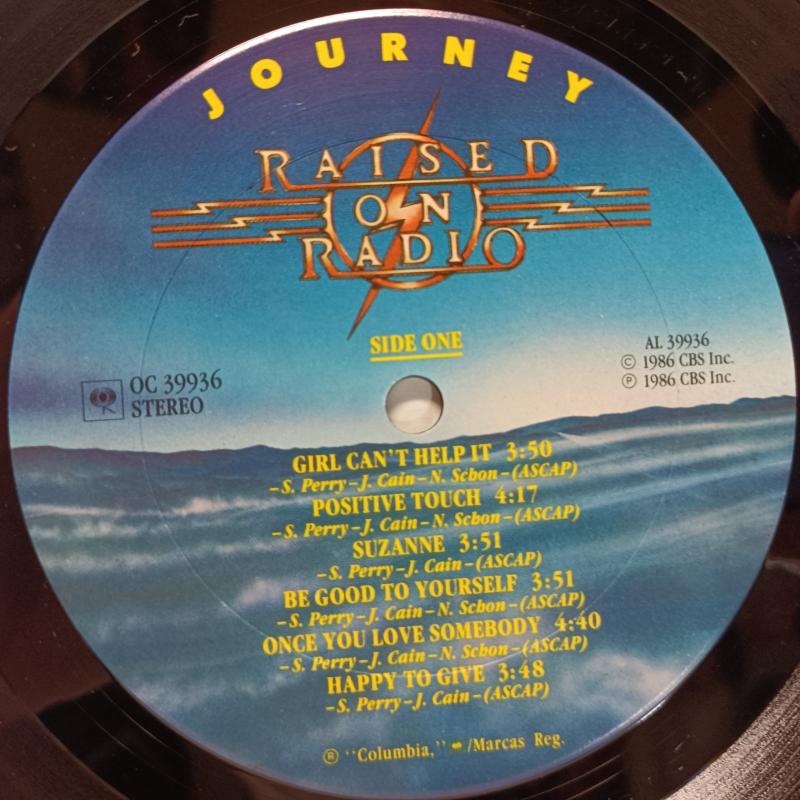 JOURNEY
RAISED
ON
RADIO
SIDE ONE
OC 39936
STEREO
AL 39936
© 1986 CBS Inc.
℗ 1986 CBS Inc.
GIRL CAN'T HELP IT 3:50
-S. Perry-J. Cain-N. Schon-(ASCAP)
POSITIVE TOUCH 4:17
-S. Perry-J. Cain-N. Schon-(ASCAP)
SUZANNE 3:51
-S. Perry-J. Cain-(ASCAP)
BE GOOD TO YOURSELF 3:51
-S. Perry-J. Cain-N. Schon-(ASCAP)
ONCE YOU LOVE SOMEBODY 4:40
-S. Perry-J. Cain-N. Schon-(ASCAP)
HAPPY TO GIVE 3:48
-S. Perry-J. Cain-(ASCAP)
® "Columbia," /Marcas Reg.